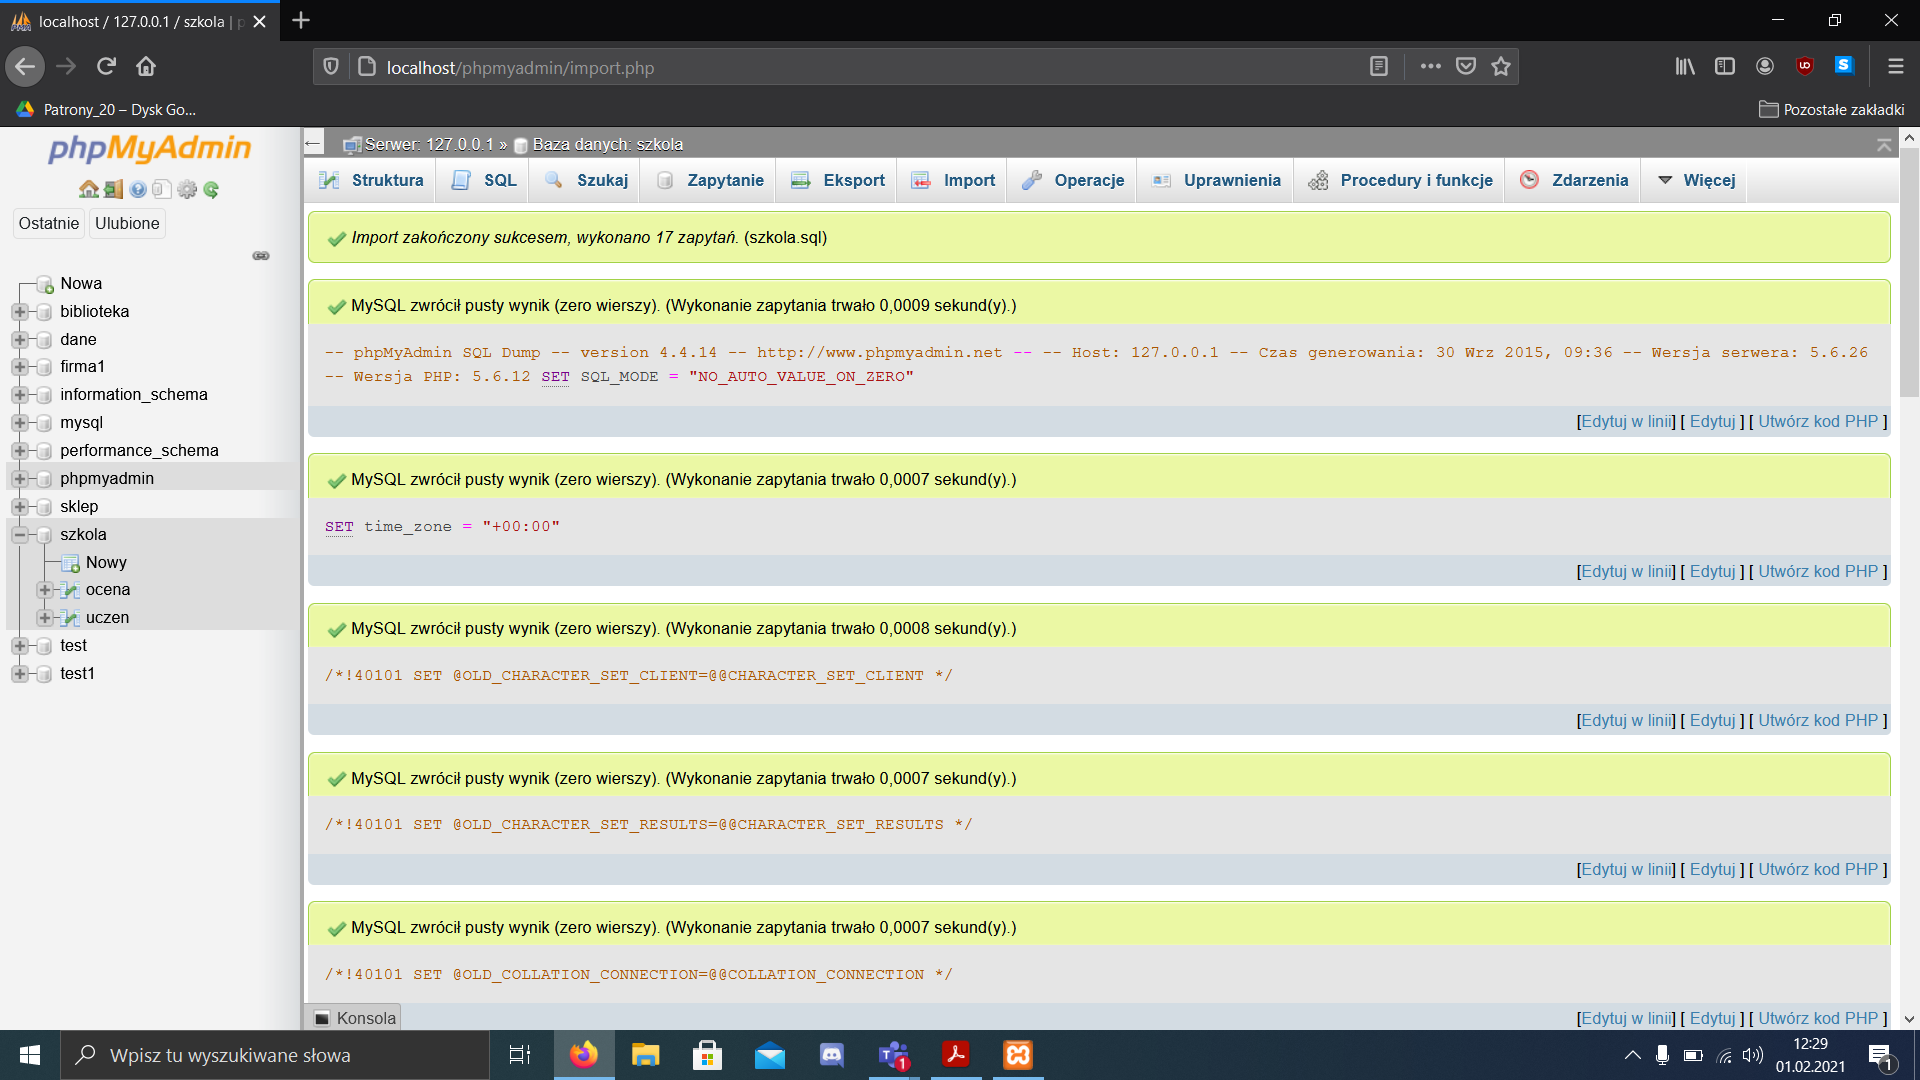 localhost / 127.0.0.1 / szkola | p
localhost/phpmyadmin/import.php
Patrony_20 – Dysk Go...
Pozostałe zakładki
phpMyAdmin
Ostatnie
Ulubione
Nowa
biblioteka
dane
firma1
information_schema
mysql
performance_schema
phpmyadmin
sklep
szkola
Nowy
ocena
uczen
test
test1
Serwer: 127.0.0.1 » Baza danych: szkola
Struktura
SQL
Szukaj
Zapytanie
Eksport
Import
Operacje
Uprawnienia
Procedury i funkcje
Zdarzenia
Więcej
Import zakończony sukcesem, wykonano 17 zapytań. (szkola.sql)
MySQL zwrócił pusty wynik (zero wierszy). (Wykonanie zapytania trwało 0,0009 sekund(y).)
-- phpMyAdmin SQL Dump -- version 4.4.14 -- http://www.phpmyadmin.net -- -- Host: 127.0.0.1 -- Czas generowania: 30 Wrz 2015, 09:36 -- Wersja serwera: 5.6.26
-- Wersja PHP: 5.6.12 SET SQL_MODE = "NO_AUTO_VALUE_ON_ZERO"
[Edytuj w linii] [ Edytuj ] [ Utwórz kod PHP ]
MySQL zwrócił pusty wynik (zero wierszy). (Wykonanie zapytania trwało 0,0007 sekund(y).)
SET time_zone = "+00:00"
[Edytuj w linii] [ Edytuj ] [ Utwórz kod PHP ]
MySQL zwrócił pusty wynik (zero wierszy). (Wykonanie zapytania trwało 0,0008 sekund(y).)
/*!40101 SET @OLD_CHARACTER_SET_CLIENT=@@CHARACTER_SET_CLIENT */
[Edytuj w linii] [ Edytuj ] [ Utwórz kod PHP ]
MySQL zwrócił pusty wynik (zero wierszy). (Wykonanie zapytania trwało 0,0007 sekund(y).)
/*!40101 SET @OLD_CHARACTER_SET_RESULTS=@@CHARACTER_SET_RESULTS */
[Edytuj w linii] [ Edytuj ] [ Utwórz kod PHP ]
MySQL zwrócił pusty wynik (zero wierszy). (Wykonanie zapytania trwało 0,0007 sekund(y).)
/*!40101 SET @OLD_COLLATION_CONNECTION=@@COLLATION_CONNECTION */
[Edytuj w linii] [ Edytuj ] [ Utwórz kod PHP ]
Konsola
Wpisz tu wyszukiwane słowa
1
12:29
01.02.2021
1